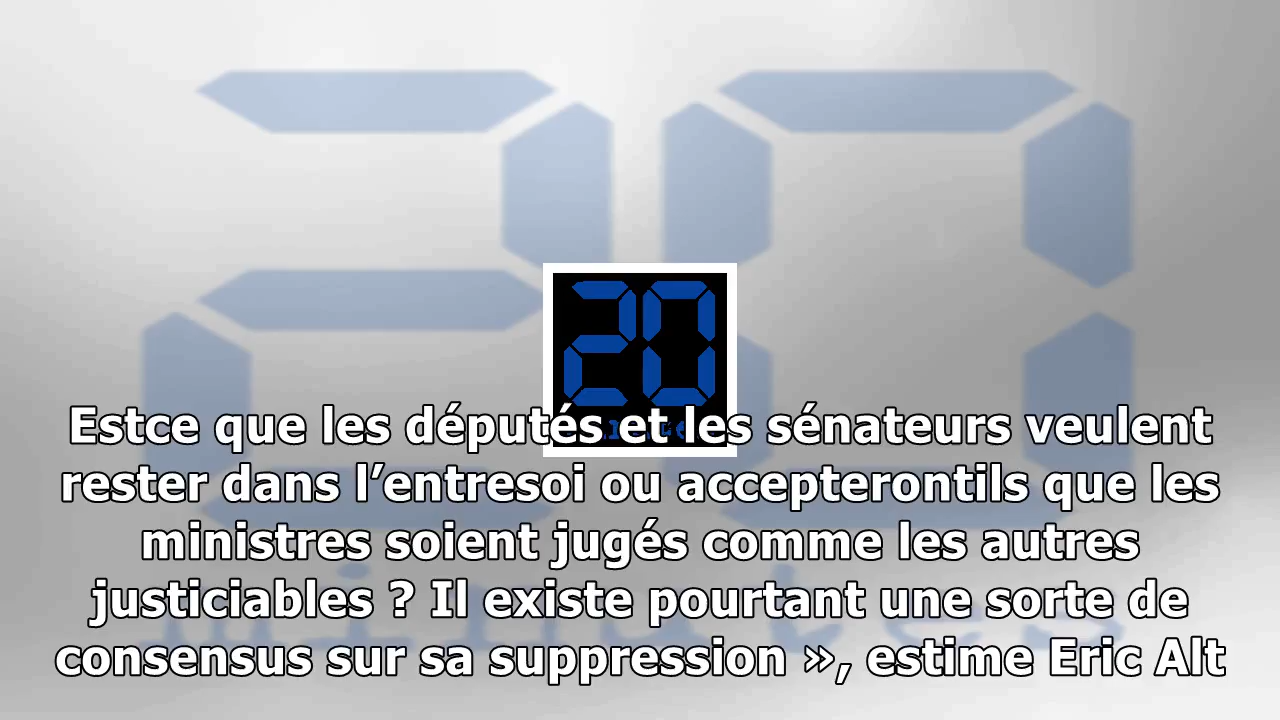 20
Estce que les députés et les sénateurs veulent
rester dans l’entresoi ou accepterontils que les
ministres soient jugés comme les autres
justiciables ? Il existe pourtant une sorte de
consensus sur sa suppression », estime Eric Alt